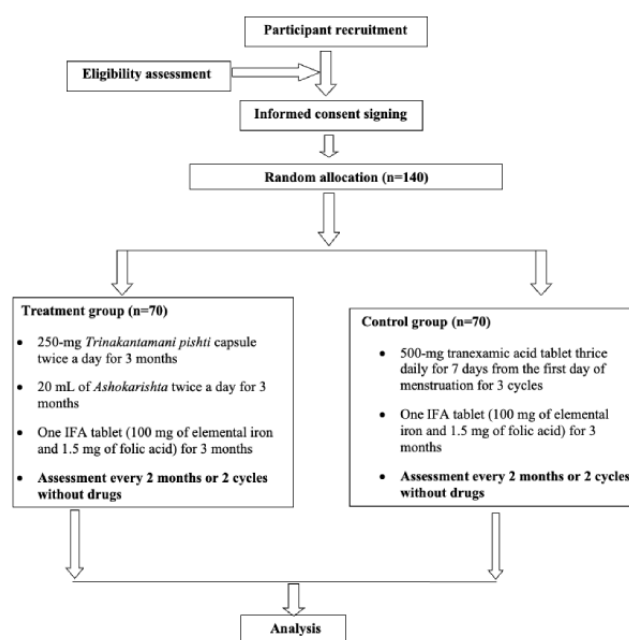 Participant recruitment
Eligibility assessment
Informed consent signing
Random allocation (n=140)
Treatment group (n=70)
• 250-mg Trinakantamani pishti capsule
twice a day for 3 months
• 20 mL of Ashokarishta twice a day for 3
months
• One IFA tablet (100 mg of elemental iron
and 1.5 mg of folic acid) for 3 months
• Assessment every 2 months or 2 cycles
without drugs
Control group (n=70)
• 500-mg tranexamic acid tablet thrice
daily for 7 days from the first day of
menstruation for 3 cycles
• One IFA tablet (100 mg of elemental
iron and 1.5 mg of folic acid) for 3
months
• Assessment every 2 months or 2 cycles
without drugs
Analysis